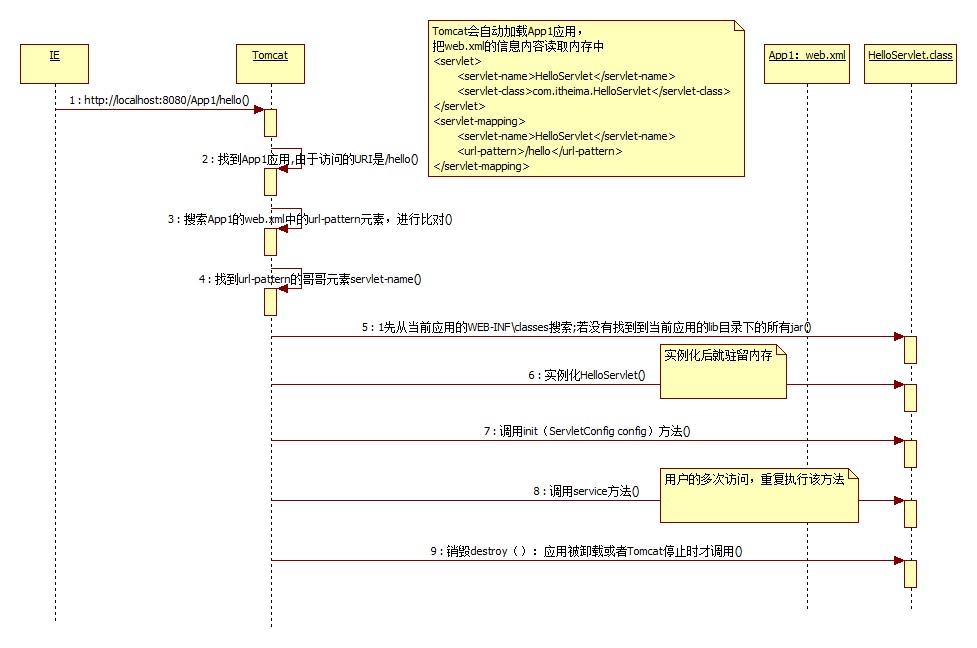 IE
Tomcat
Tomcat会自动加载App1应用，
把web.xml的信息内容读取内存中
<servlet>
<servlet-name>HelloServlet</servlet-name>
<servlet-class>com.itheima.HelloServlet</servlet-class>
</servlet>
<servlet-mapping>
<servlet-name>HelloServlet</servlet-name>
<url-pattern>/hello</url-pattern>
</servlet-mapping>
App1：web.xml
HelloServlet.class
1 : http://localhost:8080/App1/hello()
2 : 找到App1应用,由于访问的URI是/hello()
3 : 搜索App1的web.xml中的url-pattern元素，进行比对()
4 : 找到url-pattern的哥哥元素servlet-name()
5 : 1先从当前应用的WEB-INF\classes搜索;若没有找到到当前应用的lib目录下的所有jar()
实例化后就驻留内存
6 : 实例化HelloServlet()
7 : 调用init（ServletConfig config）方法()
用户的多次访问，重复执行该方法
8 : 调用service方法()
9 : 销毁destroy（）：应用被卸载或者Tomcat停止时才调用()